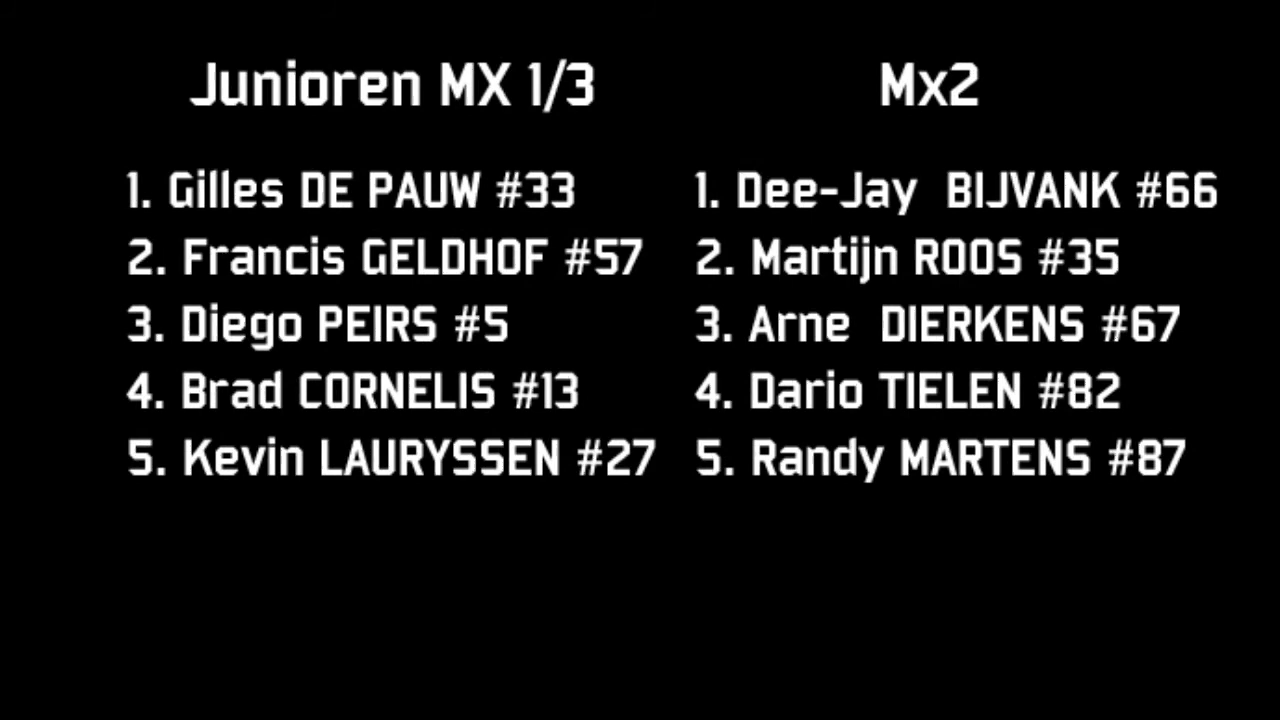 Junioren MX 1/3
1. Gilles DE PAUW #33
2. Francis GELDHOF #57
3. Diego PEIRS #5
4. Brad CORNELIS #13
5. Kevin LAURYSSEN #27
Mx2
1. Dee-Jay BIJVANK #66
2. Martijn ROOS #35
3. Arne DIERKENS #67
4. Dario TIELEN #82
5. Randy MARTENS #87